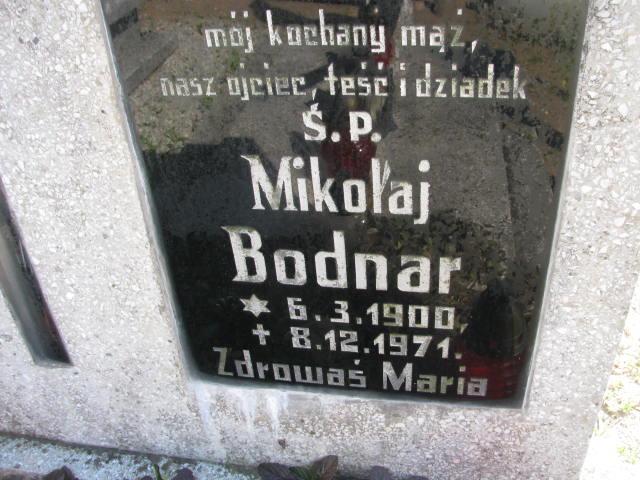 mój kochany mąż,
nasz ojciec, teść i dziadek
Ś.P.
Mikołaj
Bodnar
* 6.3.1900,
✝ 8.12.1971.
Zdrowaś Maria